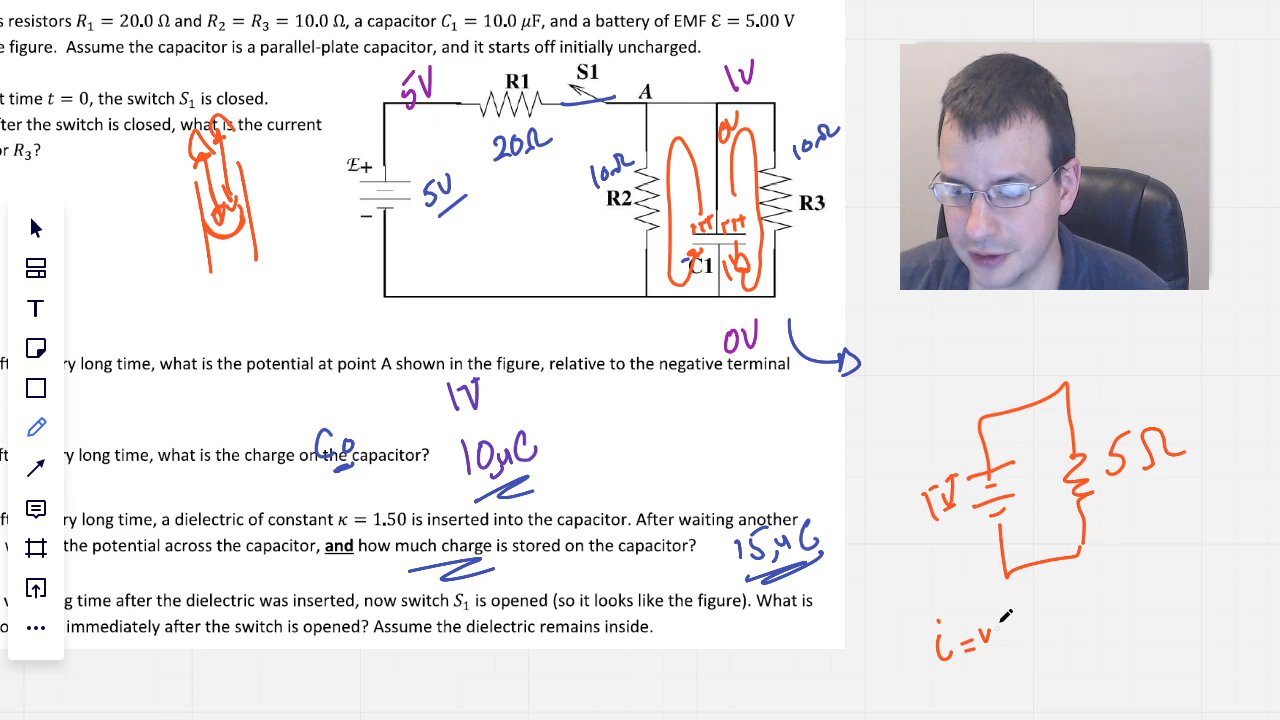 s resistors R₁ = 20.0 Ω and R₂ = R₃ = 10.0 Ω, a capacitor C₁ = 10.0 μF, and a battery of EMF Ɛ = 5.00 V
e figure. Assume the capacitor is a parallel-plate capacitor, and it starts off initially uncharged.
t time t = 0, the switch S₁ is closed.
fter the switch is closed, what is the current
or R₃?
5V
R1
S1
A
1V
20Ω
10Ω
10Ω
0V
Ɛ+
−
5V
R2
R3
C1
0V
ry long time, what is the potential at point A shown in the figure, relative to the negative terminal
1V
ry long time, what is the charge on the capacitor?
10μC
ry long time, a dielectric of constant κ = 1.50 is inserted into the capacitor. After waiting another
the potential across the capacitor, and how much charge is stored on the capacitor?
15μC
g time after the dielectric was inserted, now switch S₁ is opened (so it looks like the figure). What is
immediately after the switch is opened? Assume the dielectric remains inside.
T
1V
5Ω
i = v